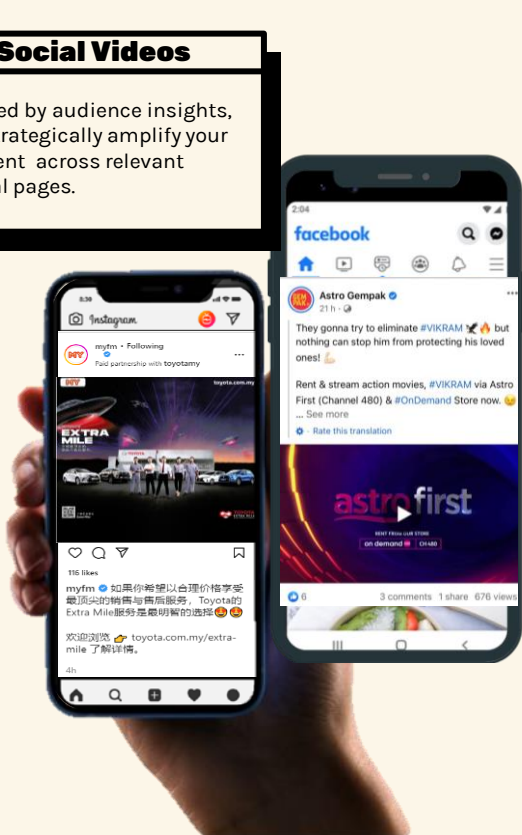 Social Videos
ed by audience insights,
rategically amplify your
ent across relevant
l pages.
2:04
facebook
Astro Gempak
21 h
They gonna try to eliminate #VIKRAM 🕊️🔥 but
nothing can stop him from protecting his loved
ones! 💪
Rent & stream action movies, #VIKRAM via Astro
First (Channel 480) & #OnDemand Store now. 😉
... See more
Rate this translation
astro first
RENT FROM OUR STORE
on demand CH 480
6
3 comments 1 share 676 views
8:30
Instagram
MY
myfm • Following
Paid partnership with toyotamy
MY
toyota.com.my
EXTRA
MILE
TOYOTA
116 likes
myfm 如果你希望以合理价格享受
最顶尖的销售与售后服务，Toyota的
Extra Mile服务是最明智的选择🤩🤩
欢迎浏览 👉 toyota.com.my/extra-
mile 了解详情。
4h